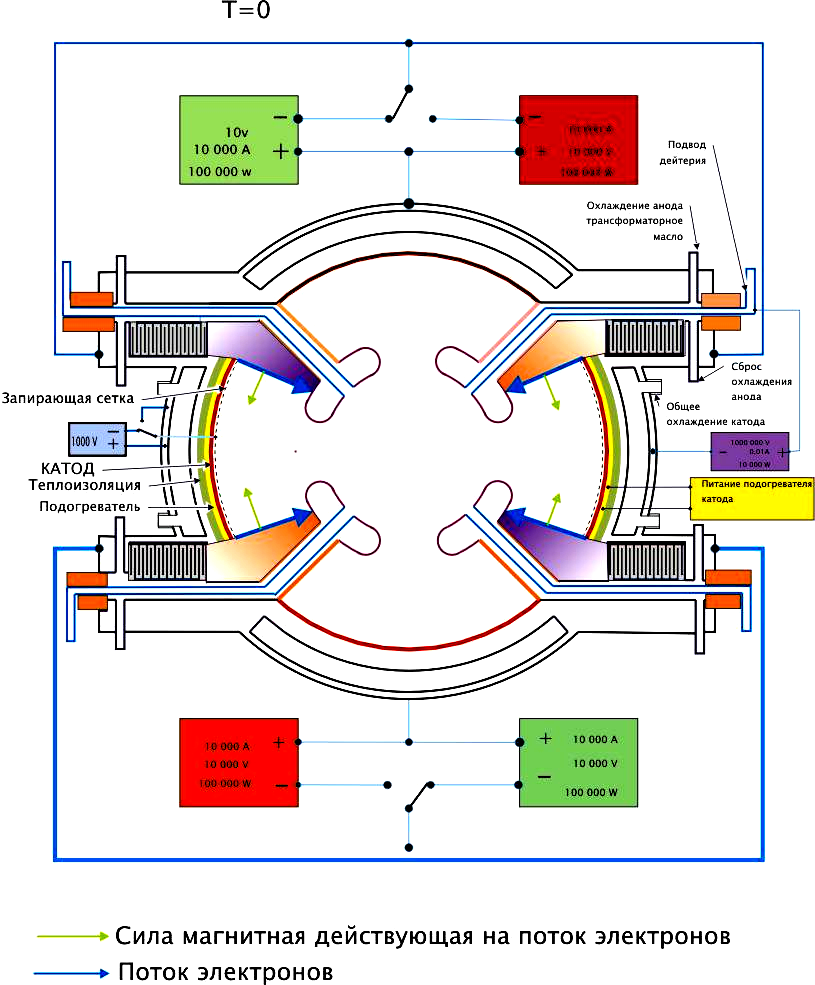 T=0
10v
10 000 A
100 000 w
−
+
−
+
10 000 A
10 000 V
100 000 W
Подвод
дейтерия
Охлаждение анода
трансформаторное
масло
Сброс
охлаждения
анода
Запирающая сетка
Общее
охлаждение катода
1000 V
−
+
1000 000 V
0,01A
10 000 W
−
+
КАТОД
Теплоизоляция
Подогреватель
Питание подогревателя
катода
10 000 A
10 000 V
100 000 W
+
−
+
−
10 000 A
10 000 V
100 000 W
Сила магнитная действующая на поток электронов
Поток электронов